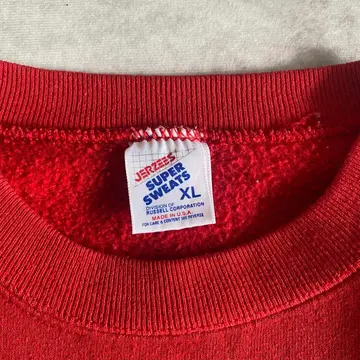 JERZEES
SUPER
SWEATS
XL
DIVISION OF
RUSSELL CORPORATION
MADE IN U.S.A.
FOR CARE & CONTENT SEE REVERSE